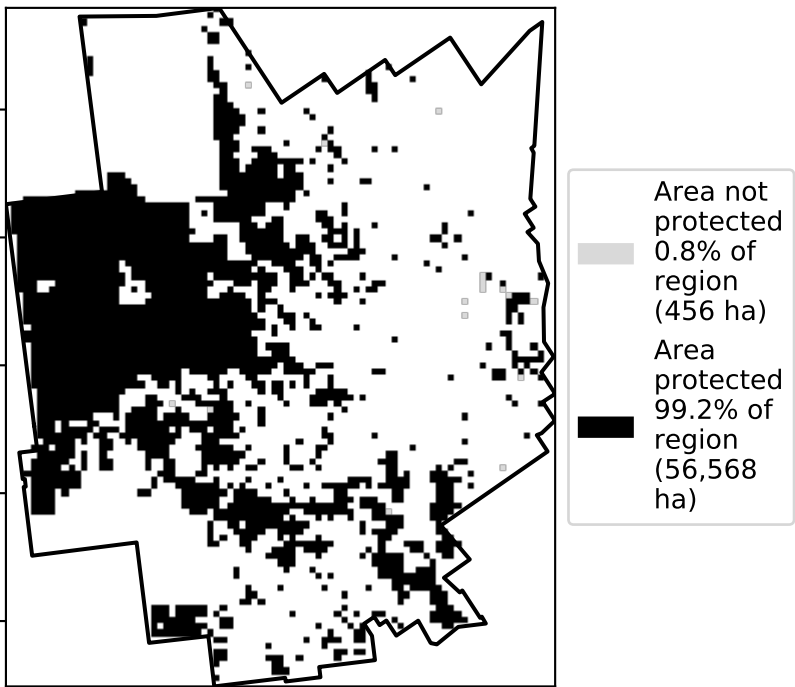 Area not
protected
0.8% of
region
(456 ha)
Area
protected
99.2% of
region
(56,568
ha)